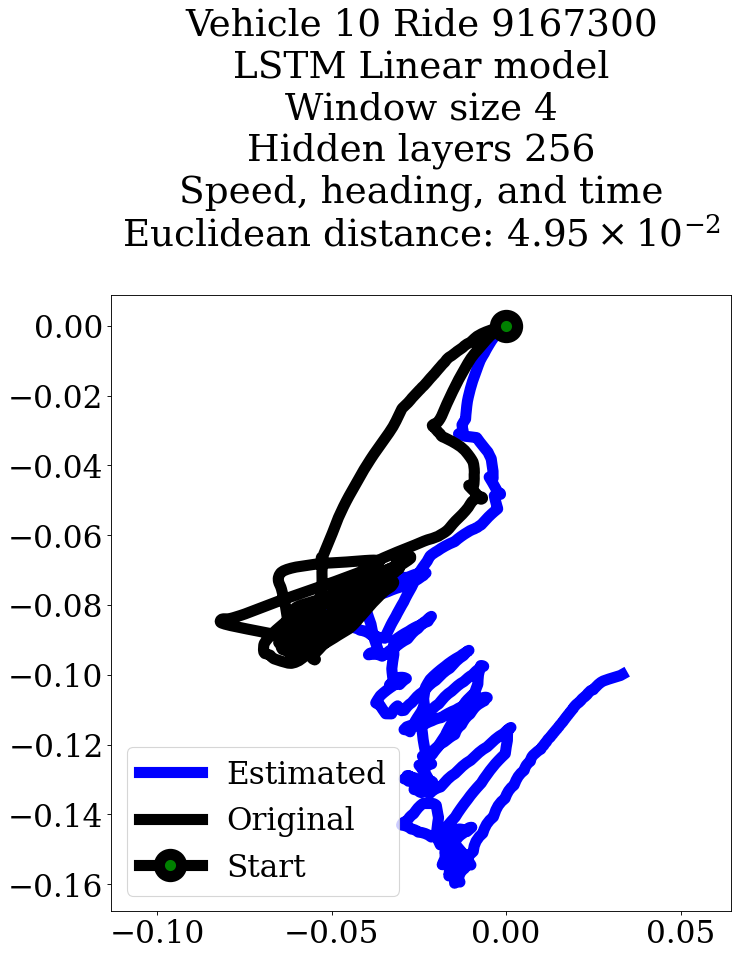 Vehicle 10 Ride 9167300
LSTM Linear model
Window size 4
Hidden layers 256
Speed, heading, and time
Euclidean distance: 4.95 × 10⁻²
0.00
−0.02
−0.04
−0.06
−0.08
−0.10
−0.12
−0.14
−0.16
Estimated
Original
Start
−0.10 −0.05 0.00 0.05